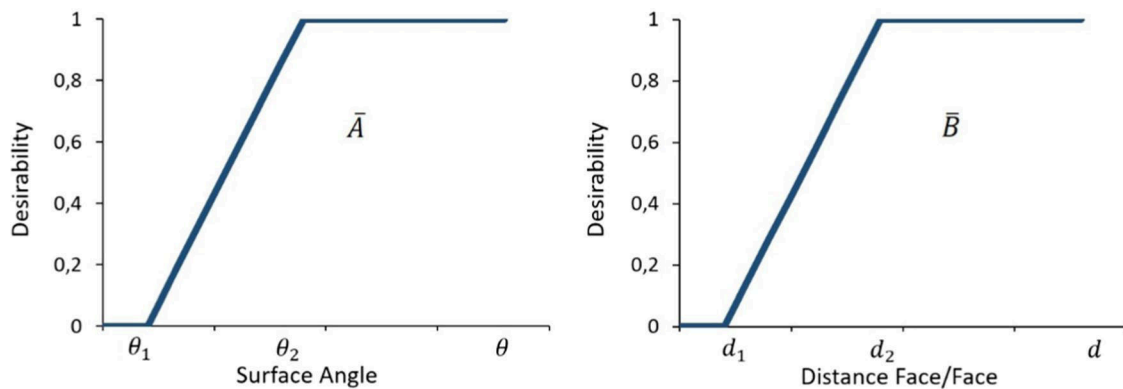 1
0,8
0,6
0,4
0,2
0
Desirability
Ā
θ₁ θ₂ θ
Surface Angle
1
0,8
0,6
0,4
0,2
0
Desirability
B̄
d₁ d₂ d
Distance Face/Face